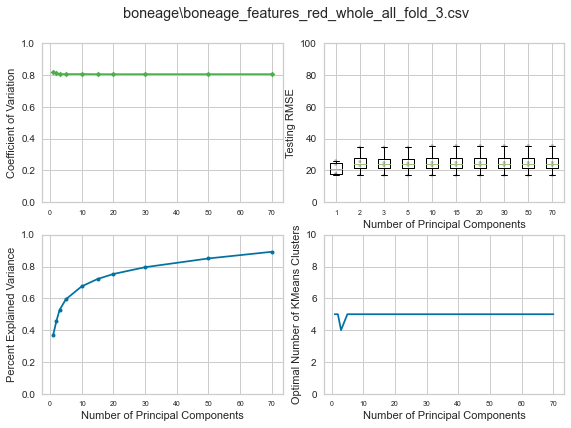 boneage\boneage_features_red_whole_all_fold_3.csv
Coefficient of Variation
1.0
0.8
0.6
0.4
0.2
0.0
0 10 20 30 40 50 60 70
Testing RMSE
100
80
60
40
20
0
1 2 3 5 10 15 20 30 50 70
Number of Principal Components
Percent Explained Variance
1.0
0.8
0.6
0.4
0.2
0.0
0 10 20 30 40 50 60 70
Number of Principal Components
Optimal Number of KMeans Clusters
10
8
6
4
2
0
0 10 20 30 40 50 60 70
Number of Principal Components